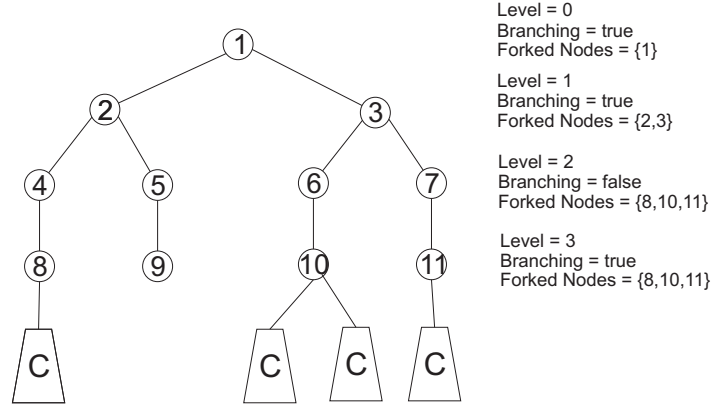 1
Level = 0
Branching = true
Forked Nodes = {1}
2
3
Level = 1
Branching = true
Forked Nodes = {2,3}
4
5
6
7
Level = 2
Branching = false
Forked Nodes = {8,10,11}
8
9
10
11
Level = 3
Branching = true
Forked Nodes = {8,10,11}
C
C
C
C